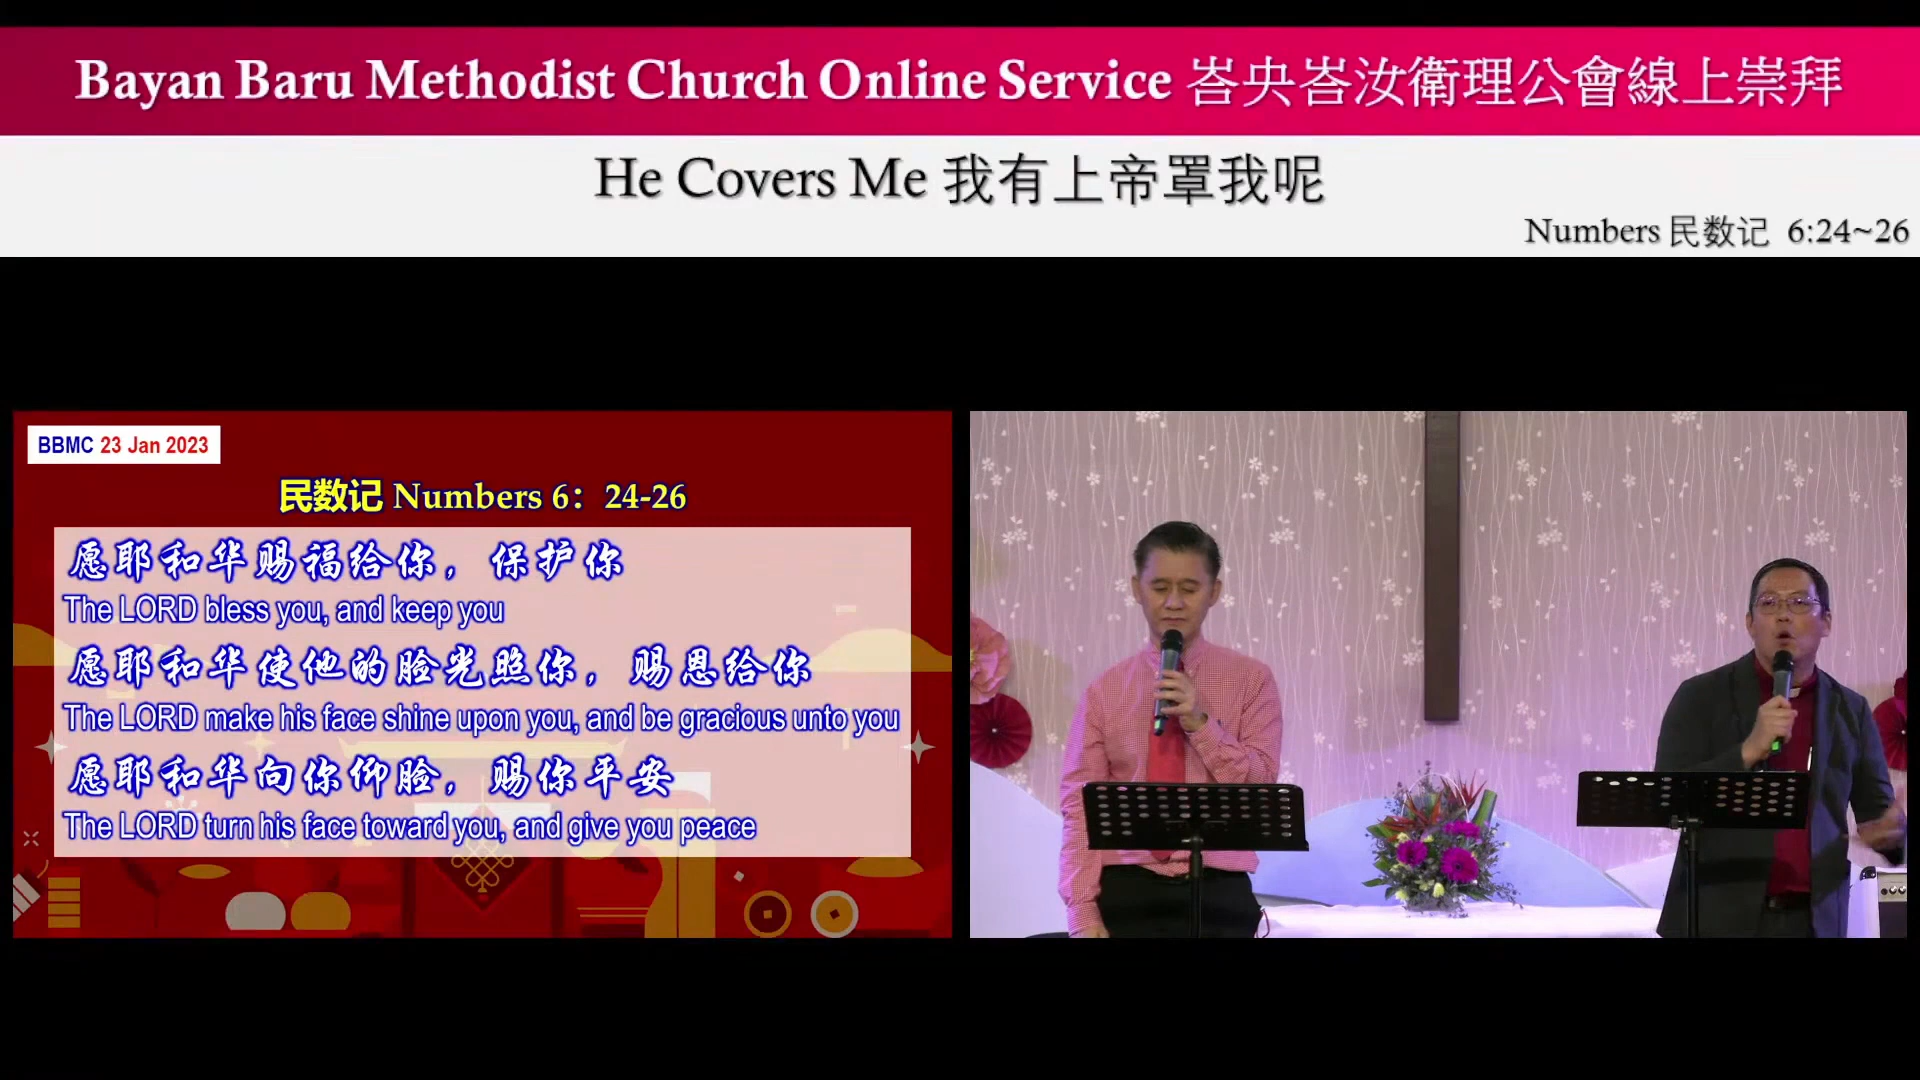 Bayan Baru Methodist Church Online Service 峇央峇汝衛理公會線上崇拜
He Covers Me 我有上帝罩我呢
Numbers 民数记 6:24~26
BBMC 23 Jan 2023
民数记 Numbers 6：24-26
愿耶和华赐福给你，保护你
The LORD bless you, and keep you
愿耶和华使他的脸光照你，赐恩给你
The LORD make his face shine upon you, and be gracious unto you
愿耶和华向你仰脸，赐你平安
The LORD turn his face toward you, and give you peace